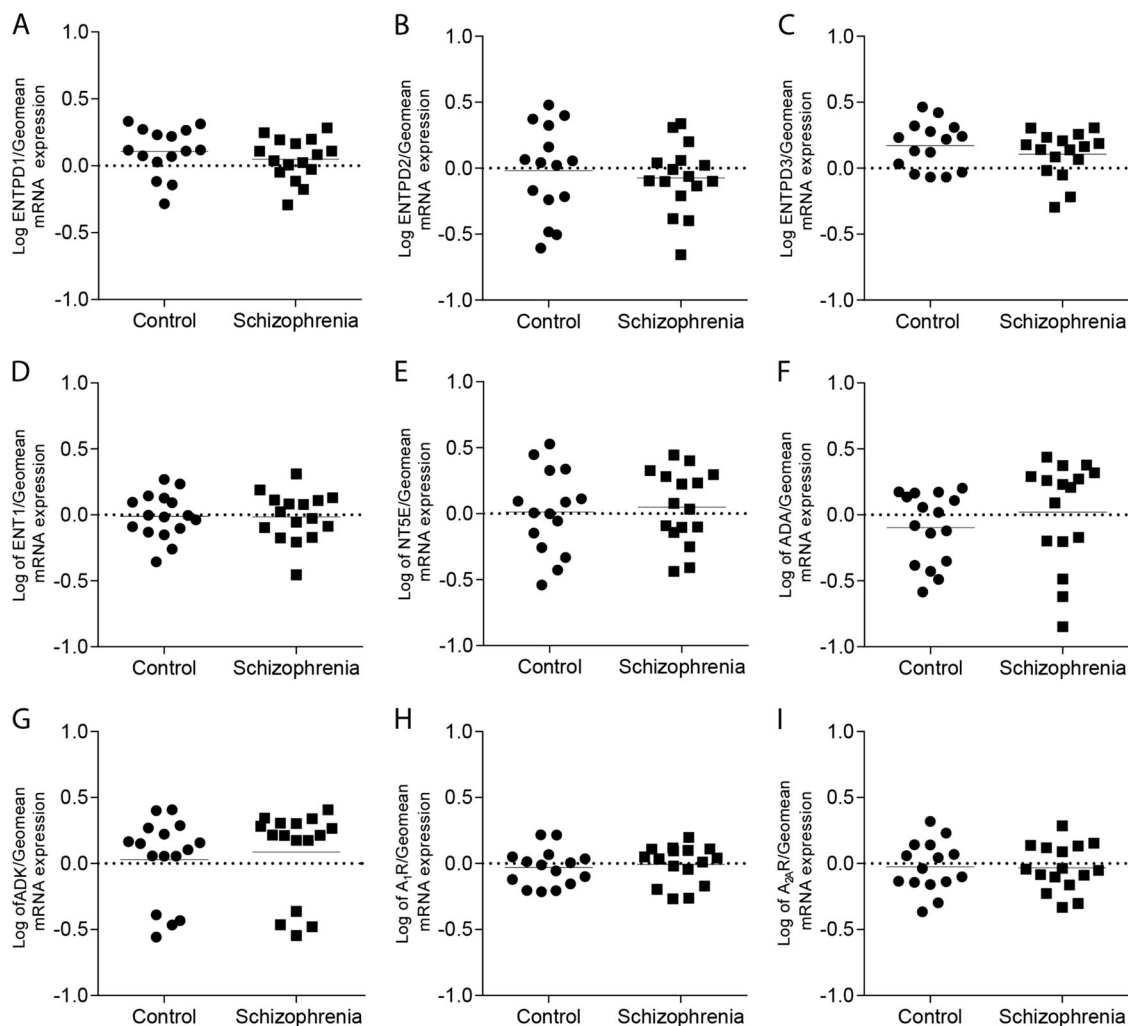 A
Log ENTPD1/Geomean
mRNA expression
1.0
0.5
0.0
-0.5
-1.0
Control
Schizophrenia
B
Log ENTPD2/Geomean
mRNA expression
1.0
0.5
0.0
-0.5
-1.0
Control
Schizophrenia
C
Log ENTPD3/Geomean
mRNA expression
1.0
0.5
0.0
-0.5
-1.0
Control
Schizophrenia
D
Log of ENT1/Geomean
mRNA expression
1.0
0.5
0.0
-0.5
-1.0
Control
Schizophrenia
E
Log of NT5E/Geomean
mRNA expression
1.0
0.5
0.0
-0.5
-1.0
Control
Schizophrenia
F
Log of ADA/Geomean
mRNA expression
1.0
0.5
0.0
-0.5
-1.0
Control
Schizophrenia
G
Log ofADK/Geomean
mRNA expression
1.0
0.5
0.0
-0.5
-1.0
Control
Schizophrenia
H
Log of A₁R/Geomean
mRNA expression
1.0
0.5
0.0
-0.5
-1.0
Control
Schizophrenia
I
Log of A₂ₐR/Geomean
mRNA expression
1.0
0.5
0.0
-0.5
-1.0
Control
Schizophrenia